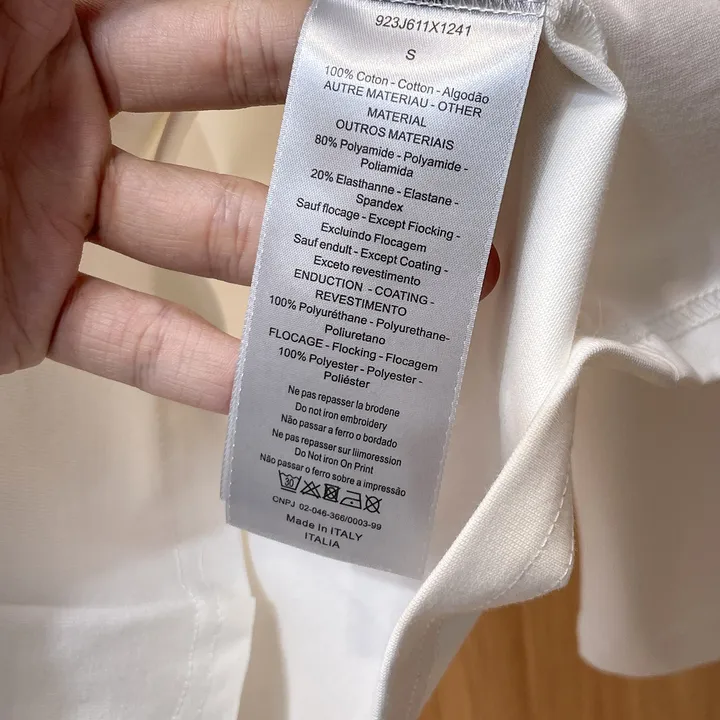 923J611X1241
S
100% Coton - Cotton - Algodão
AUTRE MATERIAU - OTHER
MATERIAL
OUTROS MATERIAIS
80% Polyamide - Polyamide -
Poliamida
20% Elasthanne - Elastane -
Spandex
Sauf flocage - Except Flocking -
Excluindo Flocagem
Sauf endult - Except Coating -
Exceto revestimento
ENDUCTION - COATING -
REVESTIMENTO
100% Polyuréthane - Polyurethane-
Poliuretano
FLOCAGE - Flocking - Flocagem
100% Polyester - Polyester -
Poliéster
Ne pas repasser la brodene
Do not iron embroidery
Não passar a ferro o bordado
Ne pas repasser sur liimoression
Do Not Iron On Print
Não passar o ferro sobre a impressão
30
CNPJ 02-046-366/0003-99
Made in ITALY
ITALIA